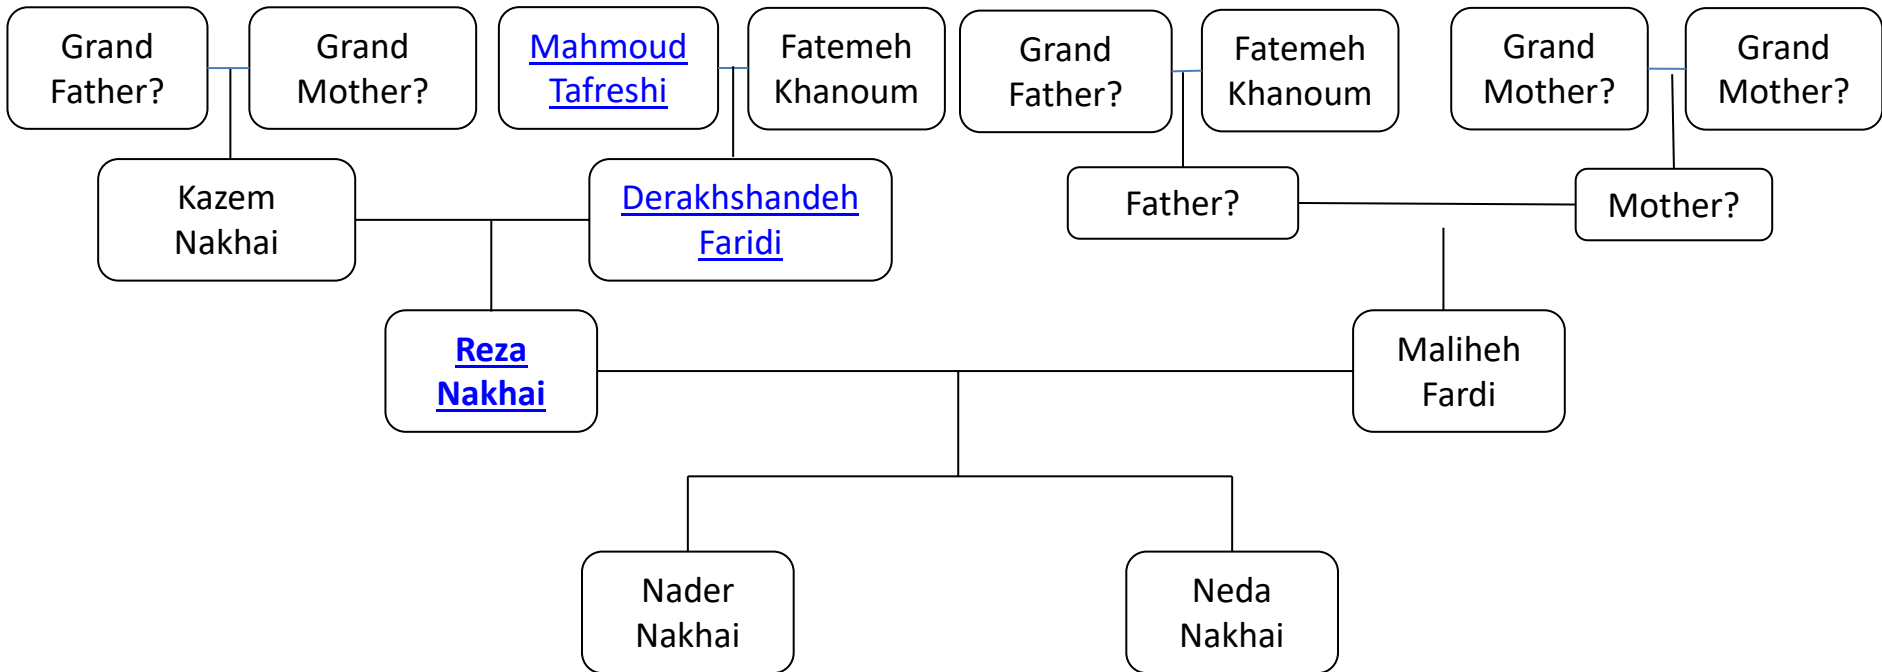 Grand
Father?
Grand
Mother?
Mahmoud
Tafreshi
Fatemeh
Khanoum
Grand
Father?
Fatemeh
Khanoum
Grand
Mother?
Grand
Mother?
Kazem
Nakhai
Derakhshandeh
Faridi
Father?
Mother?
Reza
Nakhai
Maliheh
Fardi
Nader
Nakhai
Neda
Nakhai